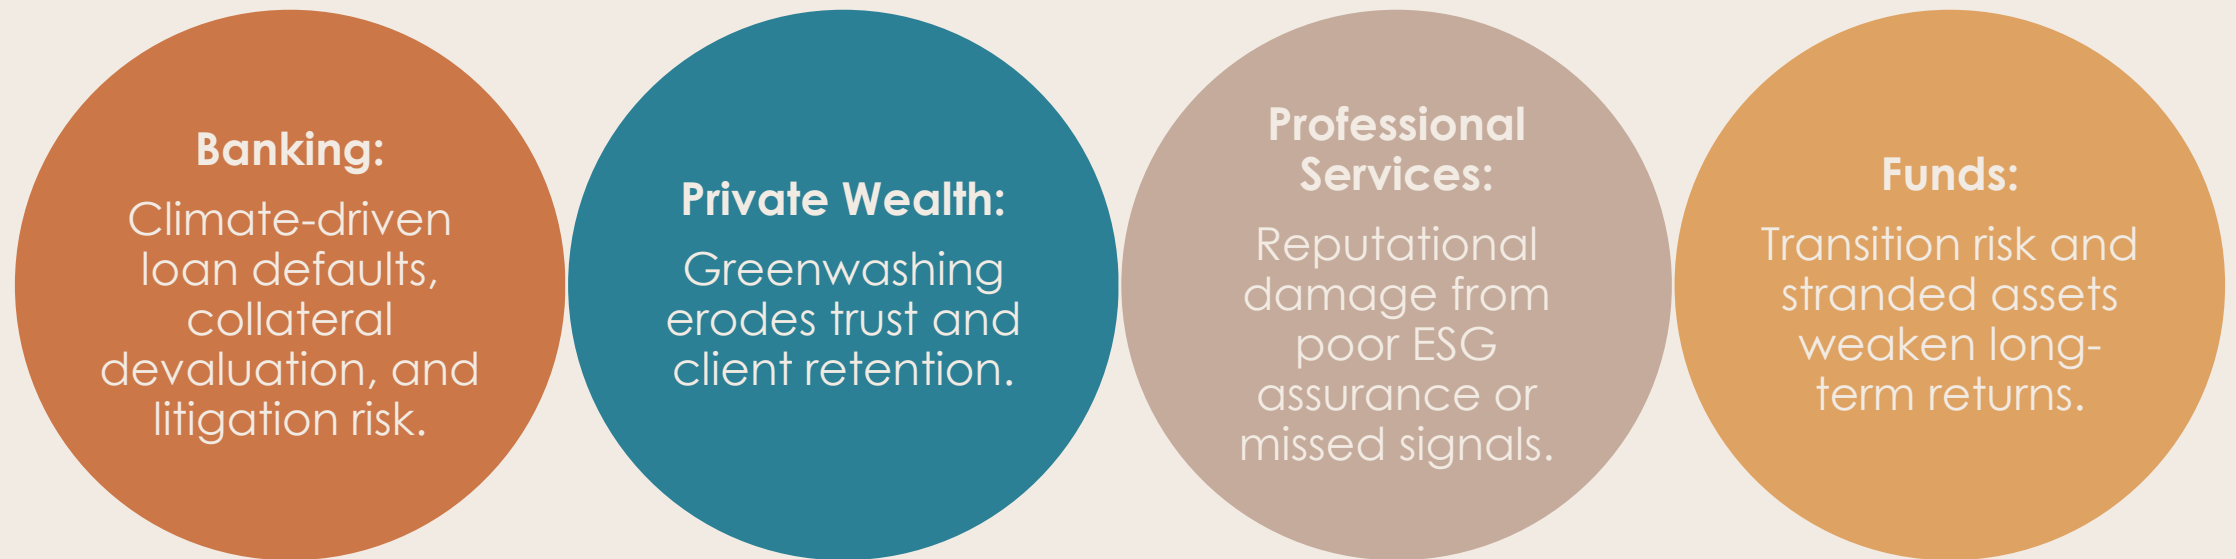 Banking:
Climate-driven
loan defaults,
collateral
devaluation, and
litigation risk.
Private Wealth:
Greenwashing
erodes trust and
client retention.
Professional
Services:
Reputational
damage from
poor ESG
assurance or
missed signals.
Funds:
Transition risk and
stranded assets
weaken long-
term returns.